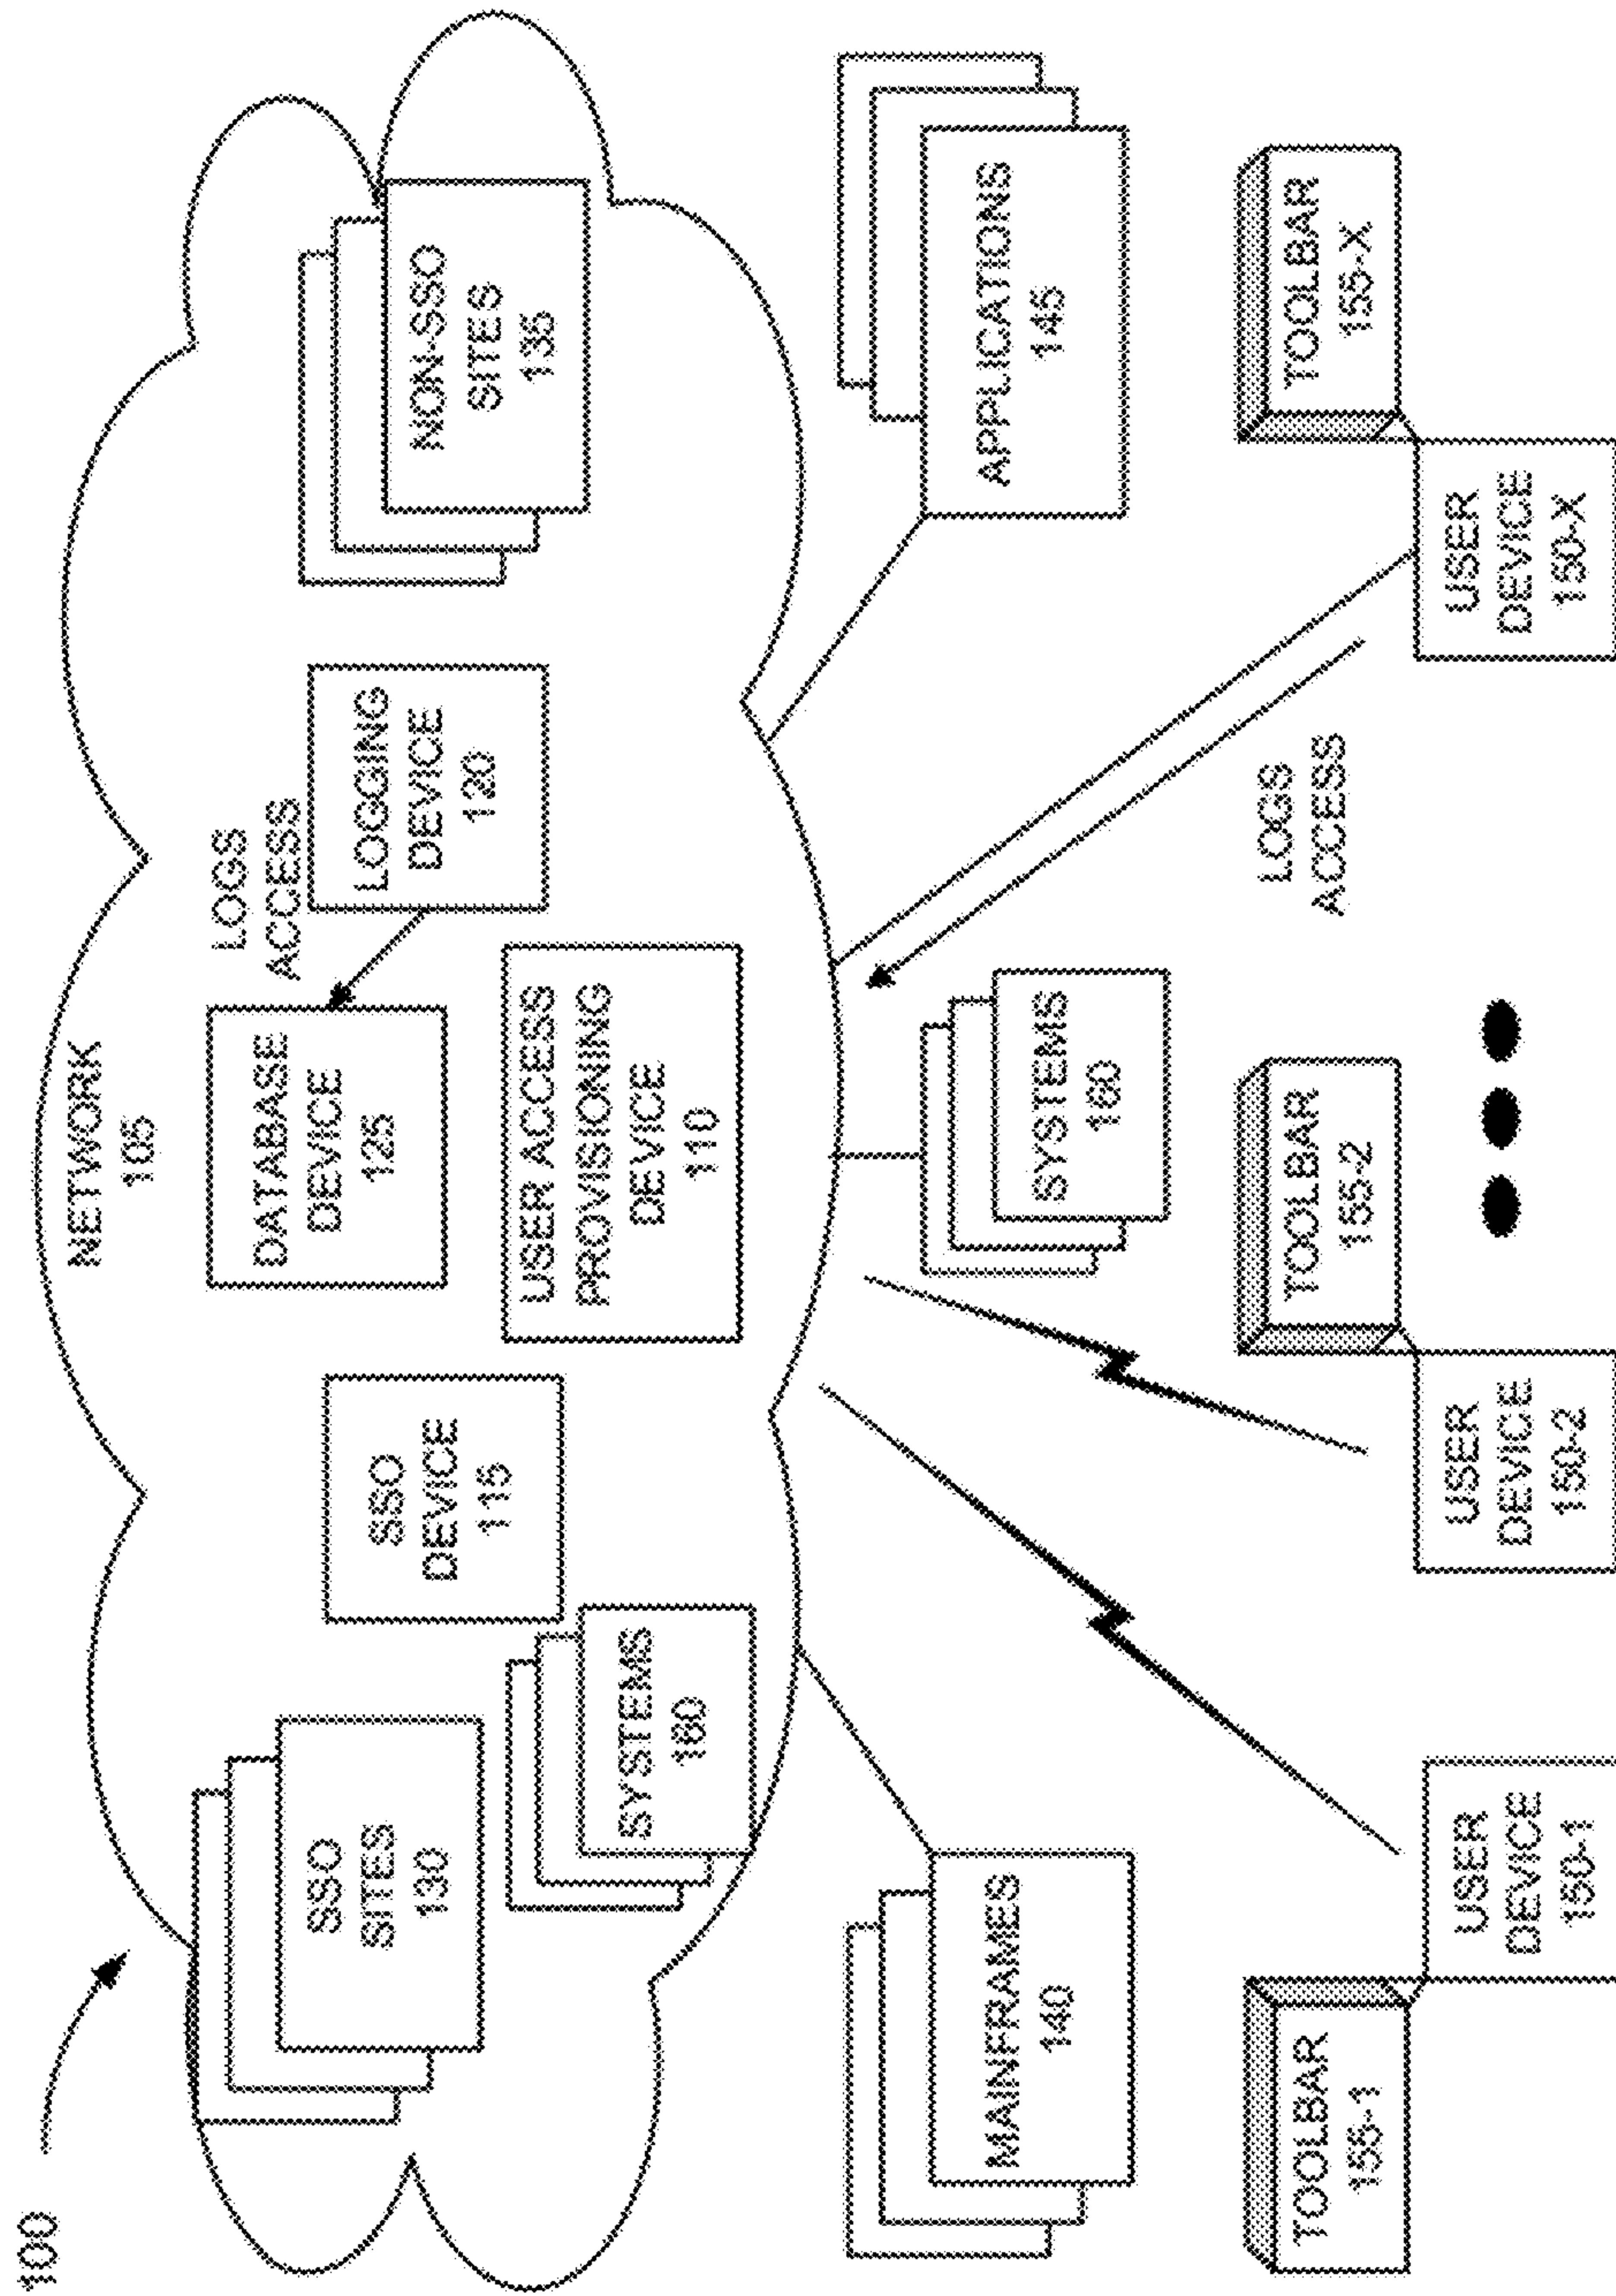 100
NETWORK
105
SSO
SITES
130
SYSTEMS
160
SSO
DEVICE
115
DATABASE
DEVICE
125
USER ACCESS
PROVISIONING
DEVICE
110
LOGS
ACCESS
LOGGING
DEVICE
120
NON-SSO
SITES
135
MAINFRAMES
140
SYSTEMS
160
APPLICATIONS
145
LOGS
ACCESS
TOOLBAR
155-1
USER
DEVICE
150-1
TOOLBAR
155-2
USER
DEVICE
150-2
TOOLBAR
155-X
USER
DEVICE
150-X